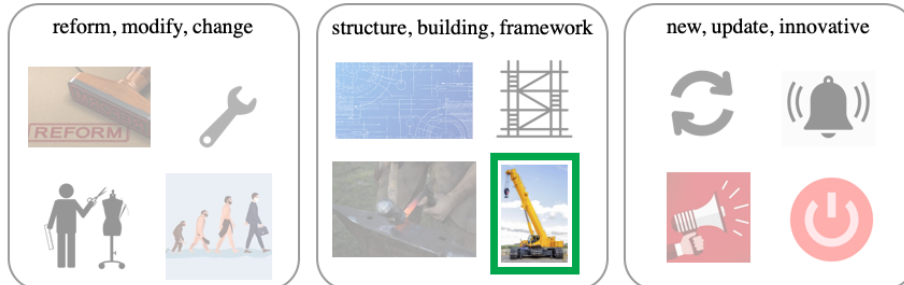 reform, modify, change
structure, building, framework
new, update, innovative
REFORM